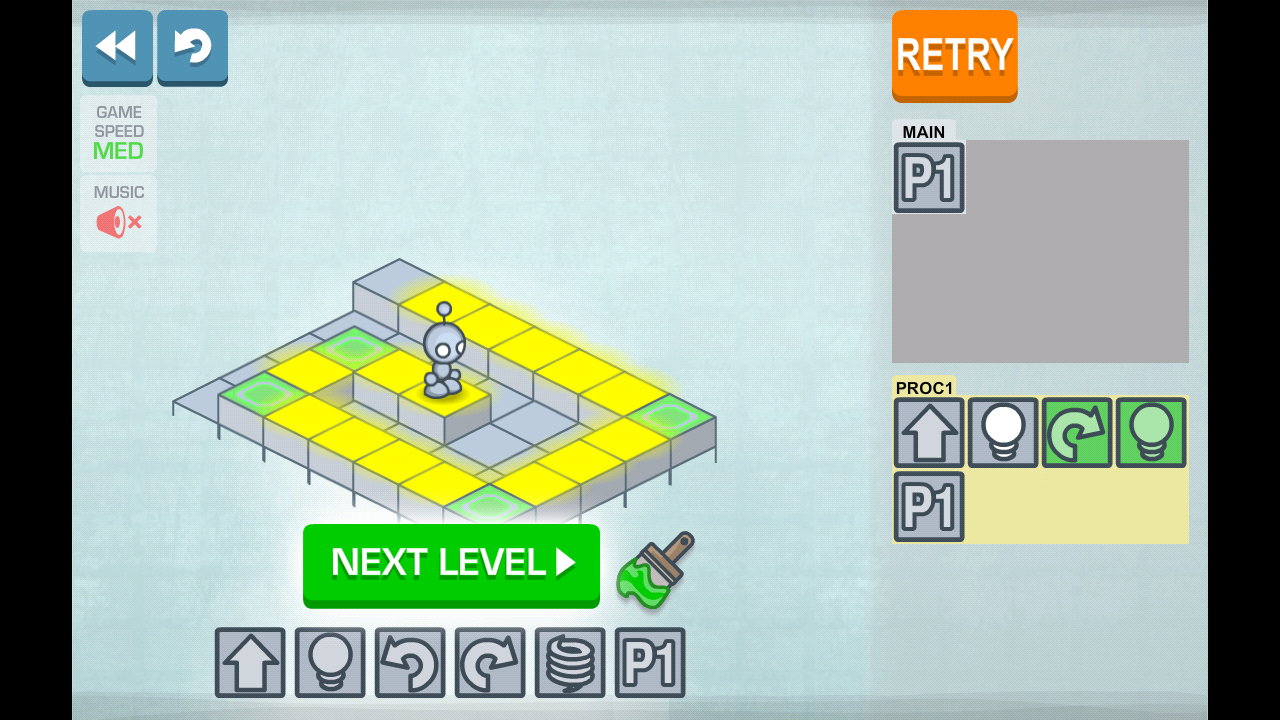 RETRY
GAME
SPEED
MED
MUSIC
MAIN
P1
PROC1
P1
NEXT LEVEL
P1